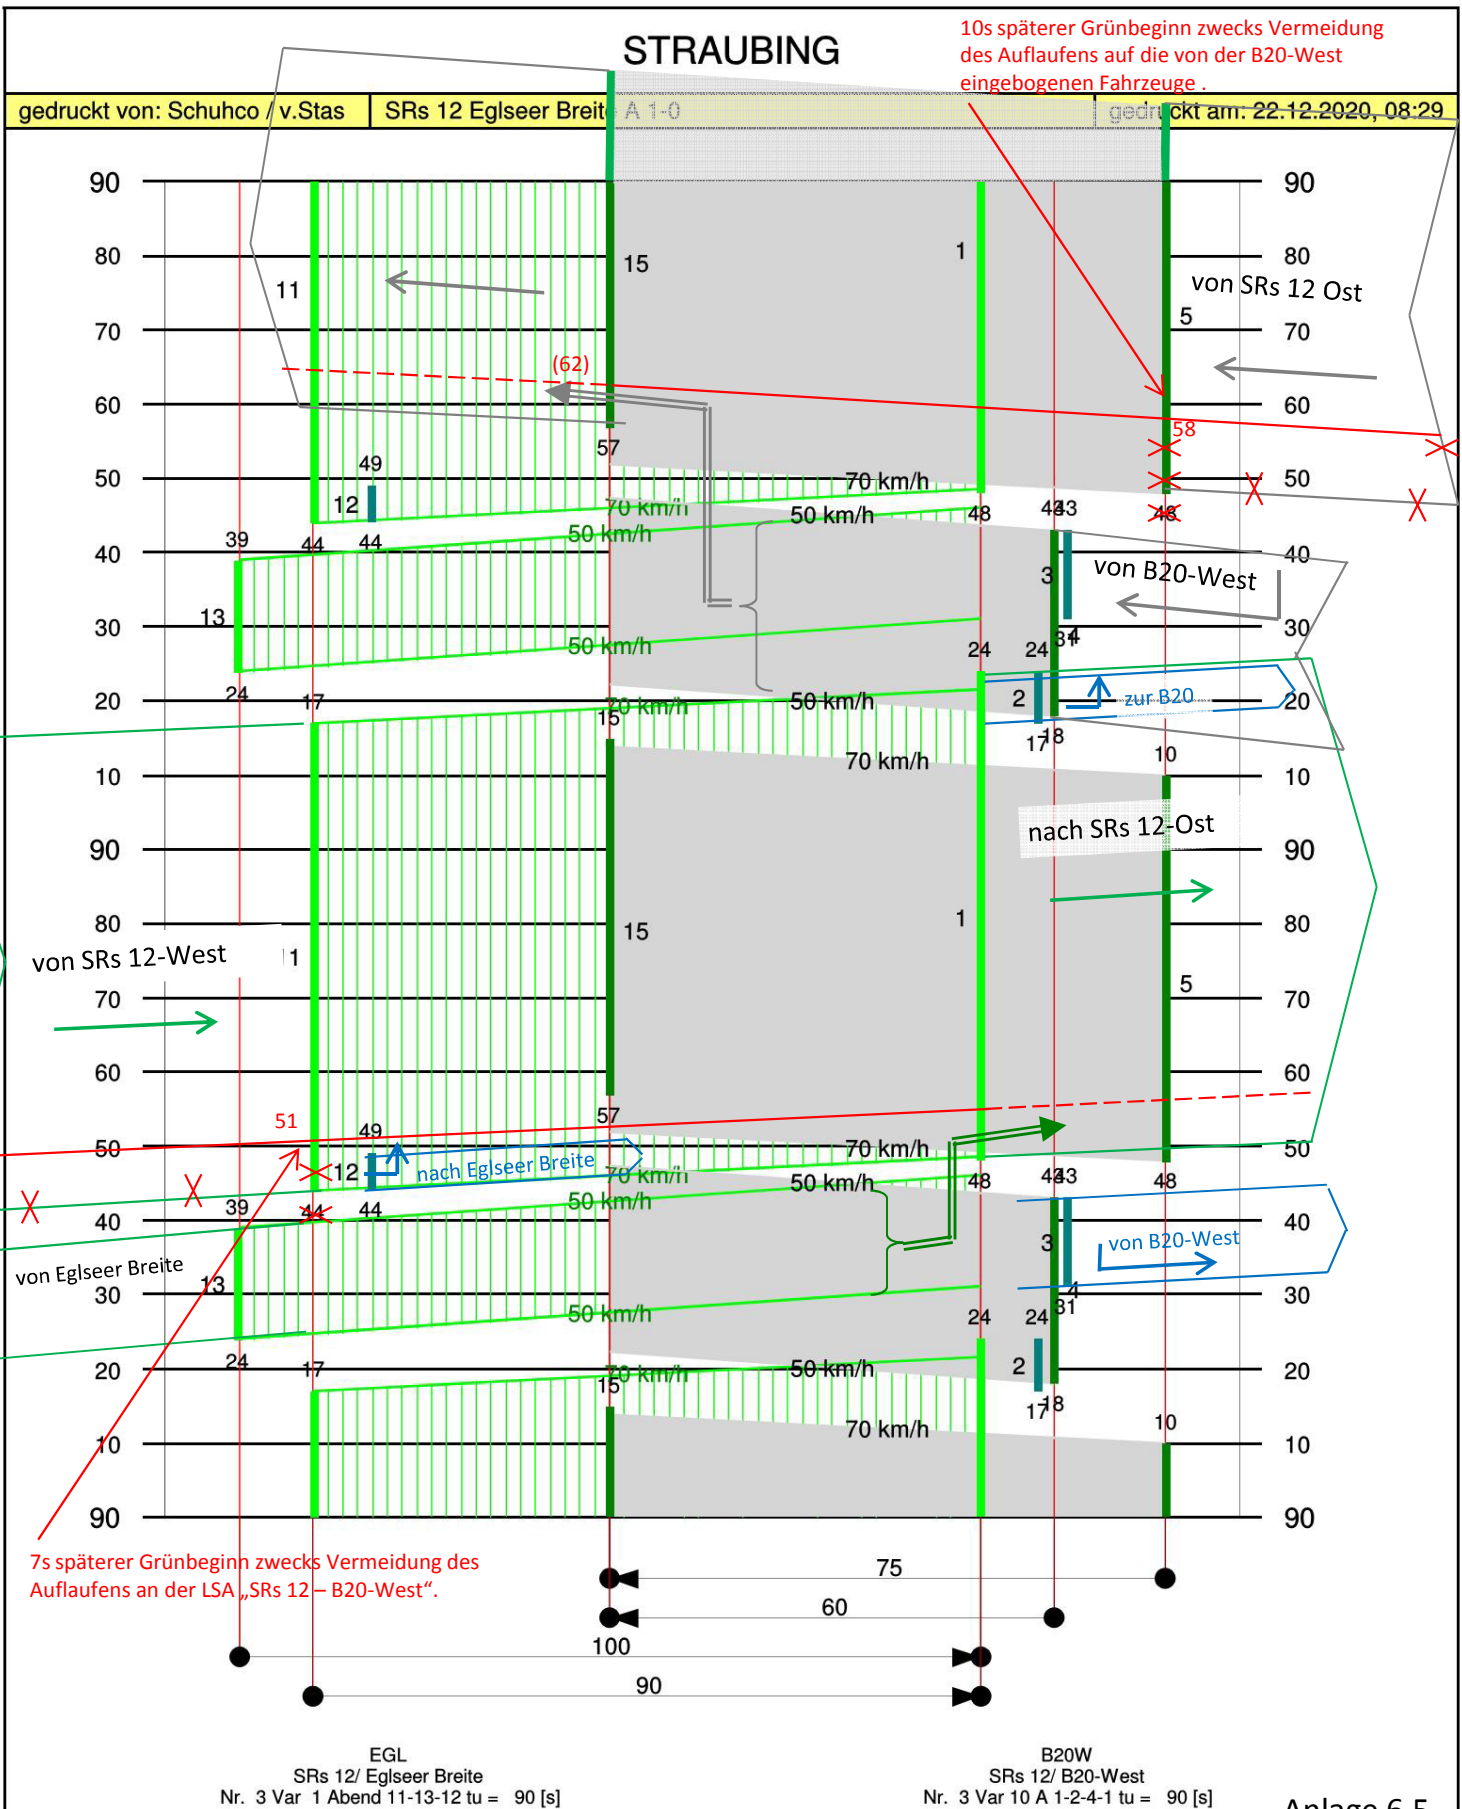 10s späterer Grünbeginn zwecks Vermeidung
des Auflaufens auf die von der B20-West
eingebogenen Fahrzeuge .
STRAUBING
gedruckt von: Schuhco / v.Stas SRs 12 Eglseer Breite A 1-0 gedruckt am: 22.12.2020, 08:29
90 90
80 15 1 80
11 von SRs 12 Ost
70 5 70
(62)
60 60
57 58
49
50 70 km/h 50
12 70 km/h 50 km/h 48 43 43 48
39 44 44 50 km/h
40 40
3 von B20-West
13
30 30
50 km/h 24 24 31 4
24 17 2 zur B20
20 70 km/h 50 km/h 20
15 17 18
70 km/h 10
10 10
nach SRs 12-Ost
90 90
80 15 1 80
von SRs 12-West 1
70 5 70
60 60
51 49 57
50 70 km/h 50
12 nach Eglseer Breite 70 km/h 50 km/h 48 43 43 48
39 44 44 50 km/h
40 40
3 von B20-West
von Eglseer Breite
13
30 4 30
50 km/h 24 24 31
24 17
20 70 km/h 50 km/h 2 20
15 17 18
70 km/h 10
10 10
90 90
7s späterer Grünbeginn zwecks Vermeidung des
Auflaufens an der LSA „SRs 12 – B20-West“.
75
60
100
90
EGL B20W
SRs 12/ Eglseer Breite SRs 12/ B20-West
Nr. 3 Var 1 Abend 11-13-12 tu = 90 [s] Nr. 3 Var 10 A 1-2-4-1 tu = 90 [s]
Anlage 6.5